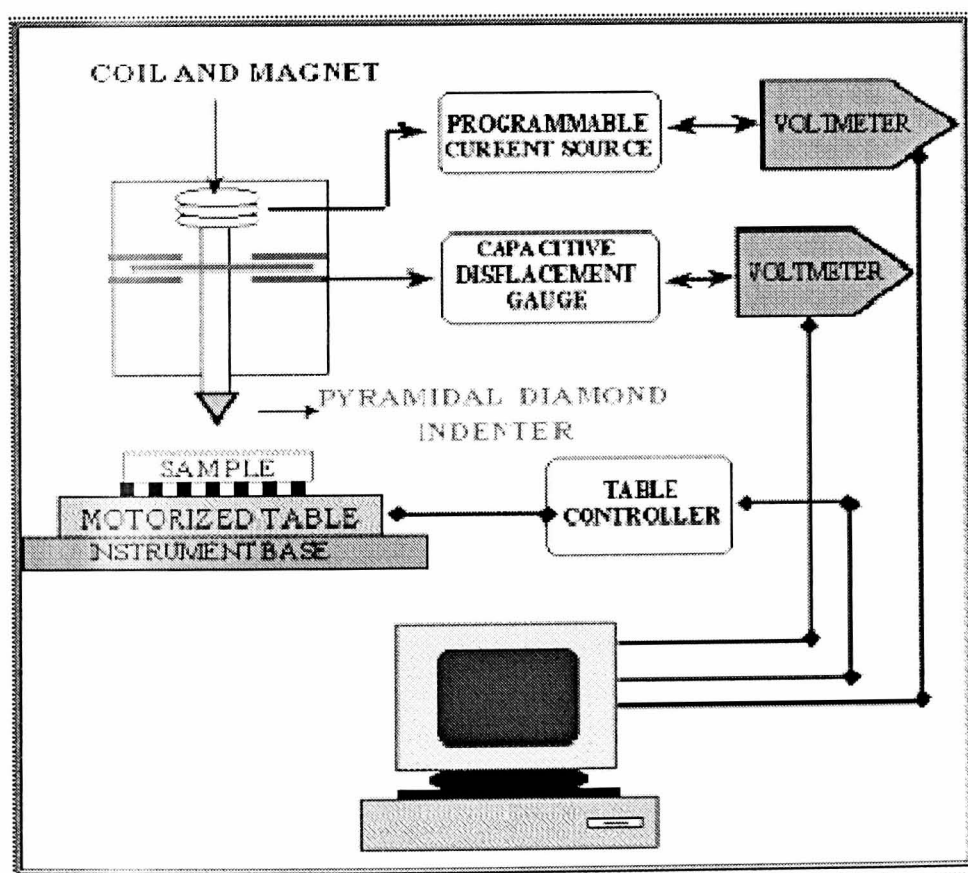 COIL AND MAGNET
PROGRAMMABLE
CURRENT SOURCE
VOLTMETER
CAPACITIVE
DISPLACEMENT
GAUGE
VOLTMETER
PYRAMIDAL DIAMOND
INDENTER
SAMPLE
MOTORIZED TABLE
INSTRUMENT BASE
TABLE
CONTROLLER